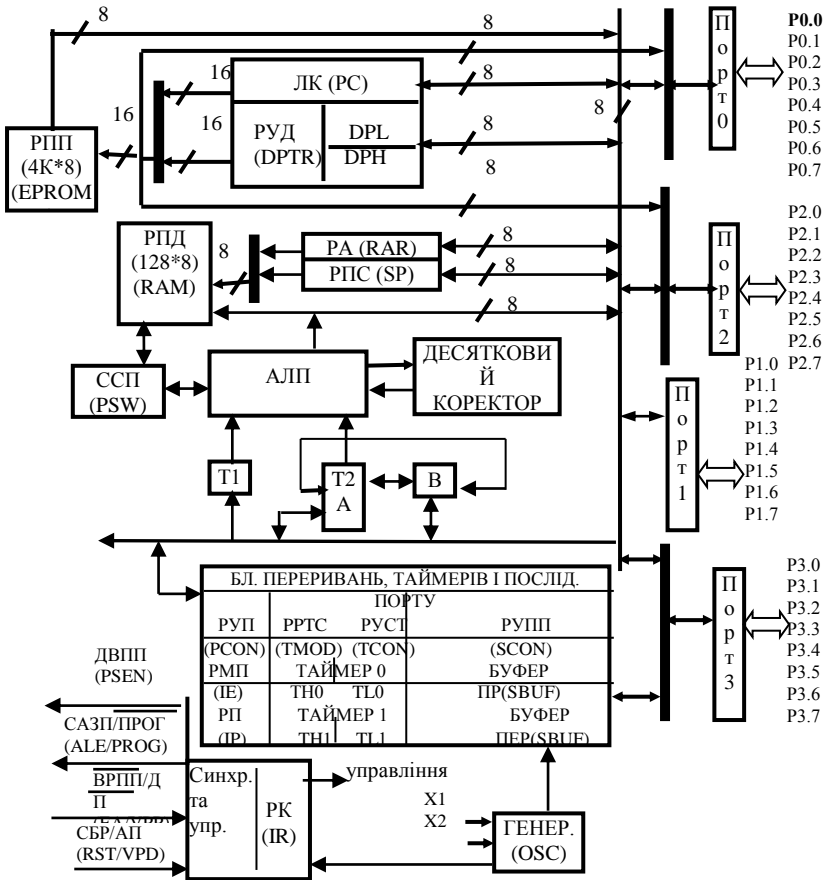 8
8
П
о
р
т
0
P0.0
P0.1
P0.2
P0.3
P0.4
P0.5
P0.6
P0.7
16
ЛК (PC)
8
8
16
16
РУД
(DPTR)
DPL
DPH
8
8
РПП
(4К*8)
(EPROM
РПД
(128*8)
(RAM)
8
РА (RAR)
8
РПС (SP)
8
8
П
о
р
т
2
P2.0
P2.1
P2.2
P2.3
P2.4
P2.5
P2.6
P2.7
ССП
(PSW)
АЛП
ДЕСЯТКОВИ
Й
КОРЕКТОР
П
о
р
т
1
P1.0
P1.1
P1.2
P1.3
P1.4
P1.5
P1.6
P1.7
Т1
Т2
А
В
БЛ. ПЕРЕРИВАНЬ, ТАЙМЕРІВ І ПОСЛІД.
ПОРТУ
РУП РРТС РУСТ РУПП
(PCON) (TMOD) (TCON) (SCON)
РМП ТАЙМЕР 0 БУФЕР
(IE) TH0 TL0 ПР(SBUF)
РП ТАЙМЕР 1 БУФЕР
(IP) TH1 TL1 ПЕР(SBUF)
П
о
р
т
3
P3.0
P3.1
P3.2
P3.3
P3.4
P3.5
P3.6
P3.7
ДВПП
(PSEN)
САЗП/ПРОГ
(ALE/PROG)
ВРПП/Д
П
СБР/АП
(RST/VPD)
Синхр.
та
упр.
РК
(IR)
управління
X1
X2
ГЕНЕР.
(OSC)